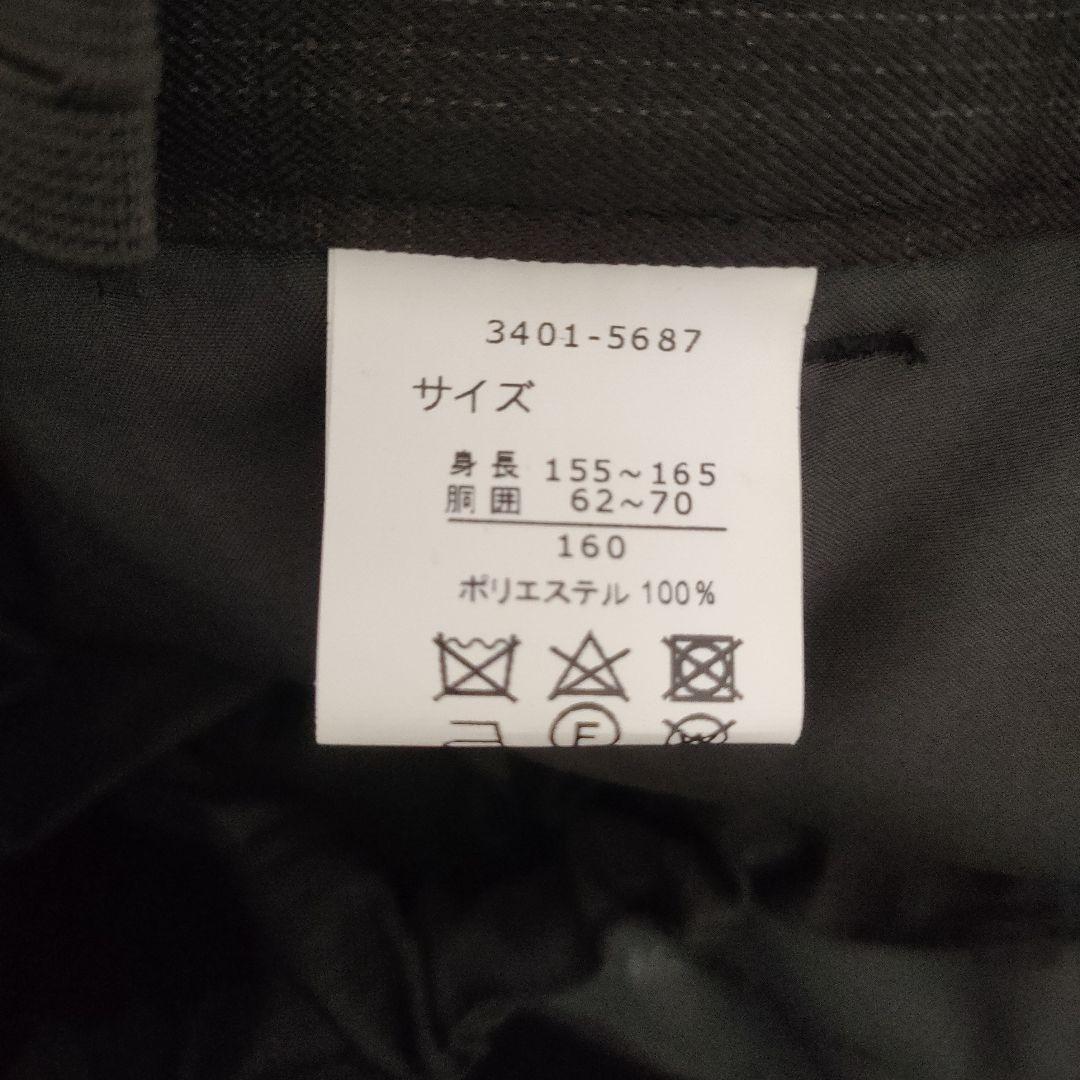 3401-5687
サイズ
身長 155～165
胴囲 62～70
160
ポリエステル 100%
F